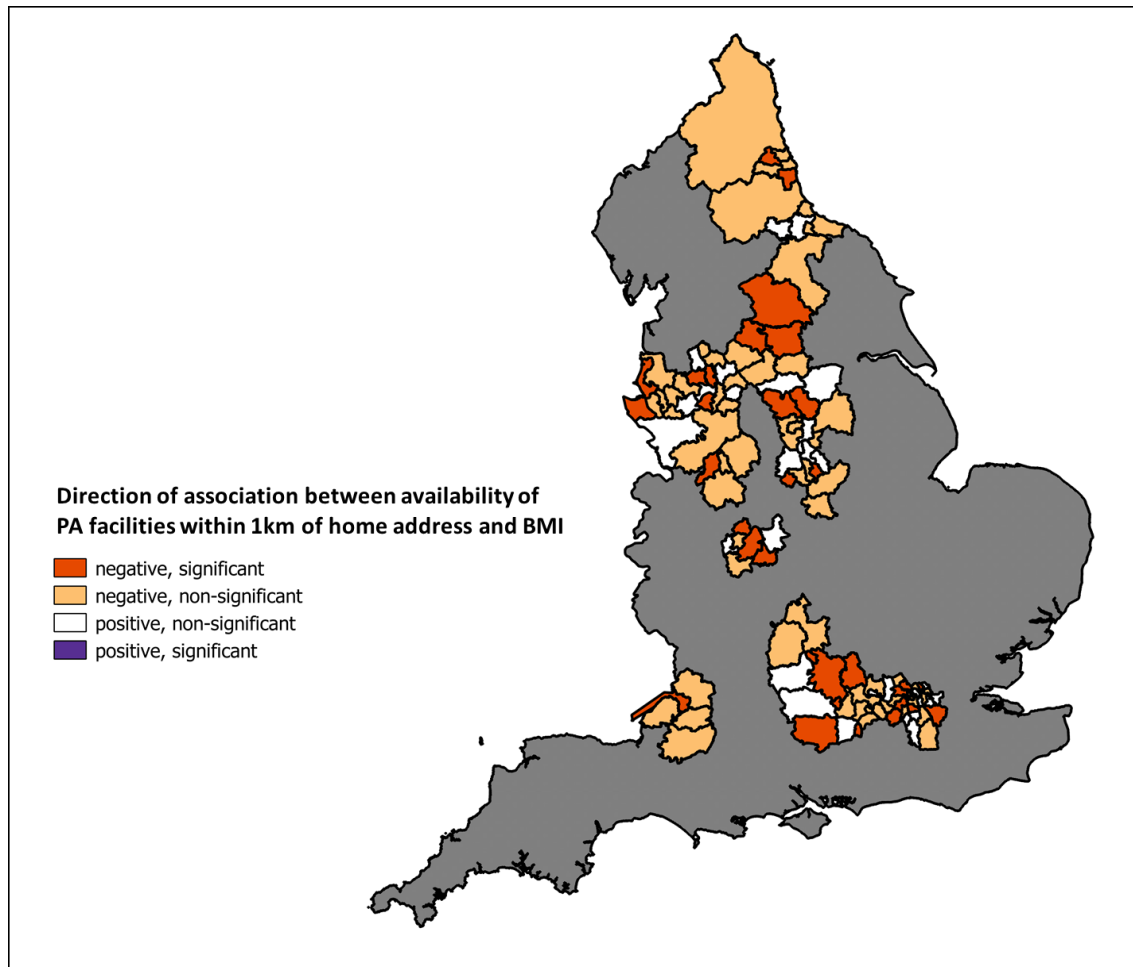 Direction of association between availability of
PA facilities within 1km of home address and BMI
negative, significant
negative, non-significant
positive, non-significant
positive, significant